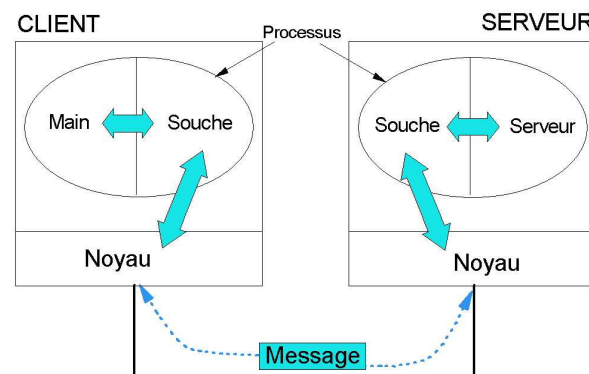 CLIENT
Processus
SERVEUR
Main
Souche
Souche
Serveur
Noyau
Noyau
Message